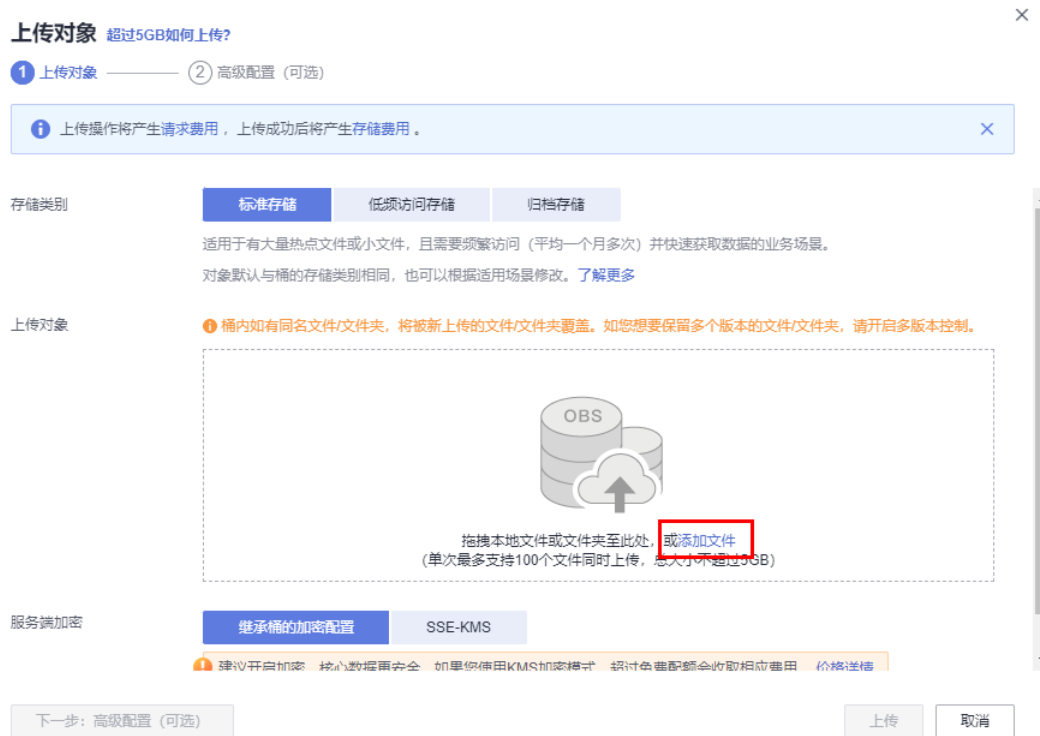 上传对象 超过5GB如何上传?
1 上传对象 2 高级配置（可选）
上传操作将产生请求费用，上传成功后将产生存储费用。
存储类别 标准存储 低频访问存储 归档存储
适用于有大量热点文件或小文件，且需要频繁访问（平均一个月多次）并快速获取数据的业务场景。
对象默认与桶的存储类别相同，也可以根据适用场景修改。了解更多
上传对象 桶内如有同名文件/文件夹，将被新上传的文件/文件夹覆盖。如您想要保留多个版本的文件/文件夹，请开启多版本控制。
OBS
拖拽本地文件或文件夹至此处，或添加文件
（单次最多支持100个文件同时上传，总大小不超过5GB）
服务端加密 继承桶的加密配置 SSE-KMS
建议开启加密，核心数据更安全。如果您使用KMS加密模式，超过免费配额会收取相应费用。价格详情
下一步：高级配置（可选） 上传 取消